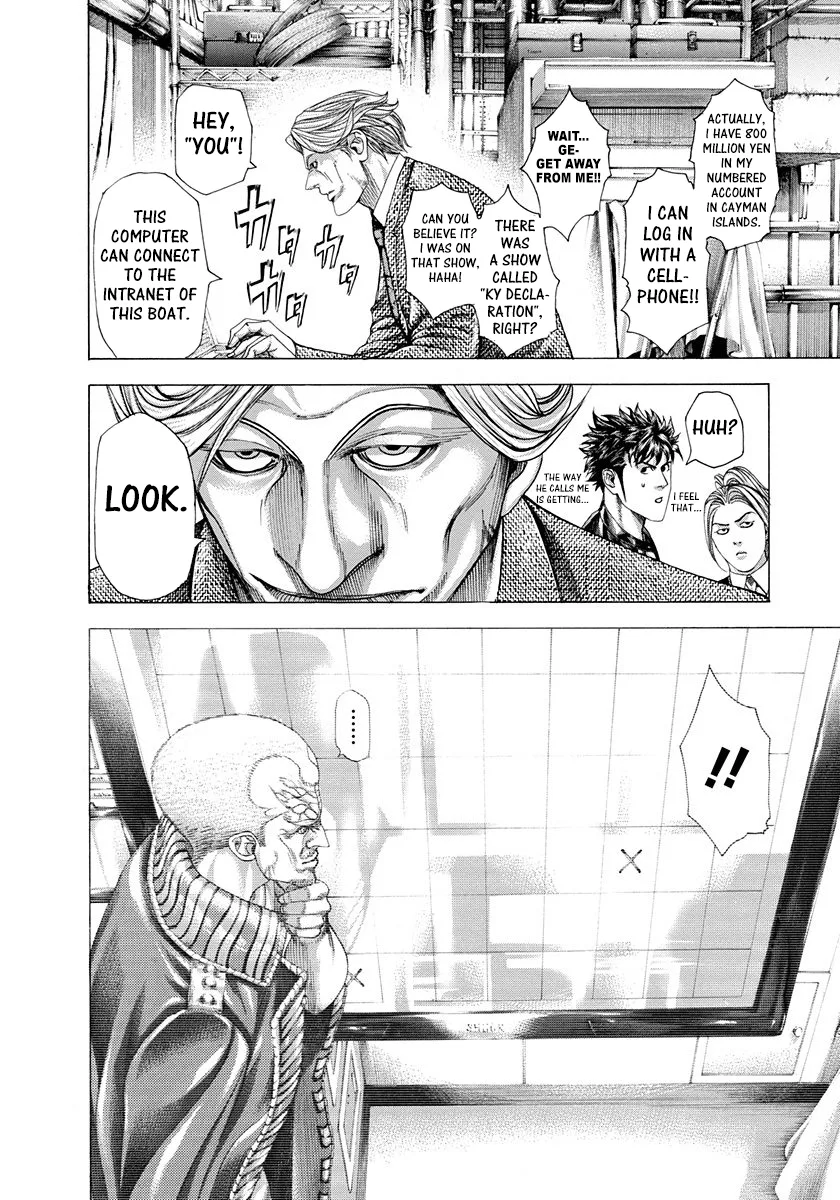 ACTUALLY,
I HAVE 800
MILLION YEN
IN MY
NUMBERED
ACCOUNT
IN CAYMAN
ISLANDS.
I CAN
LOG IN
WITH A
CELL-
PHONE!!
WAIT...
GE-
GET AWAY
FROM ME!!
THERE
WAS
A SHOW
CALLED
"KY DECLA-
RATION",
RIGHT?
CAN YOU
BELIEVE IT?
I WAS ON
THAT SHOW,
HAHA!
HEY,
"YOU"!
THIS
COMPUTER
CAN CONNECT
TO THE
INTRANET OF
THIS BOAT.
カタ
カタ
カタ
HUH?
I FEEL
THAT...
THE WAY
HE CALLS ME
IS GETTING...
LOOK.
!!
......